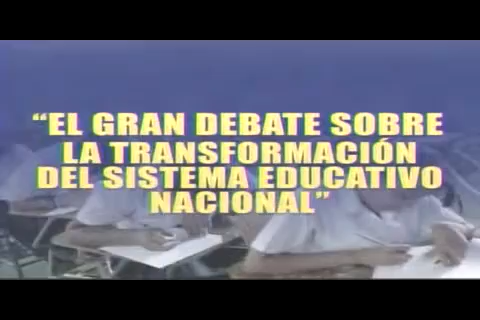 “EL GRAN DEBATE SOBRE
LA TRANSFORMACIÓN
DEL SISTEMA EDUCATIVO
NACIONAL”